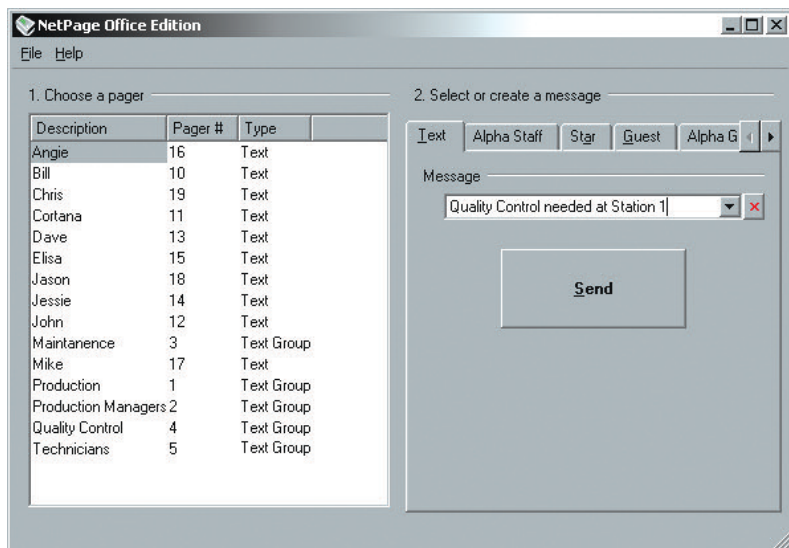 NetPage Office Edition
File Help
1. Choose a pager
Description Pager # Type
Angie 16 Text
Bill 10 Text
Chris 19 Text
Cortana 11 Text
Dave 13 Text
Elisa 15 Text
Jason 18 Text
Jessie 14 Text
John 12 Text
Maintanence 3 Text Group
Mike 17 Text
Production 1 Text Group
Production Managers 2 Text Group
Quality Control 4 Text Group
Technicians 5 Text Group
2. Select or create a message
Text Alpha Staff Star Guest Alpha G
Message
Quality Control needed at Station 1
Send